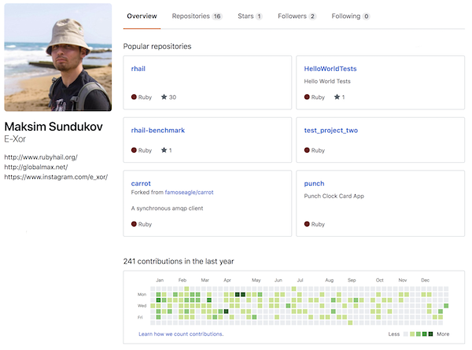 Overview Repositories 16 Stars 1 Followers 2 Following 0
Popular repositories
rhail
Ruby 30
HelloWorldTests
Hello World Tests
Ruby 1
rhail-benchmark
Ruby 1
test_project_two
Ruby
carrot
Forked from famoseagle/carrot
A synchronous amqp client
Ruby
punch
Punch Clock Card App
Ruby
Maksim Sundukov
E-Xor
http://www.rubyhail.org/
http://globalmax.net/
https://www.instagram.com/e_xor/
241 contributions in the last year
Jan Feb Mar Apr May Jun Jul Aug Sep Oct Nov Dec
Mon
Wed
Fri
Learn how we count contributions. Less More